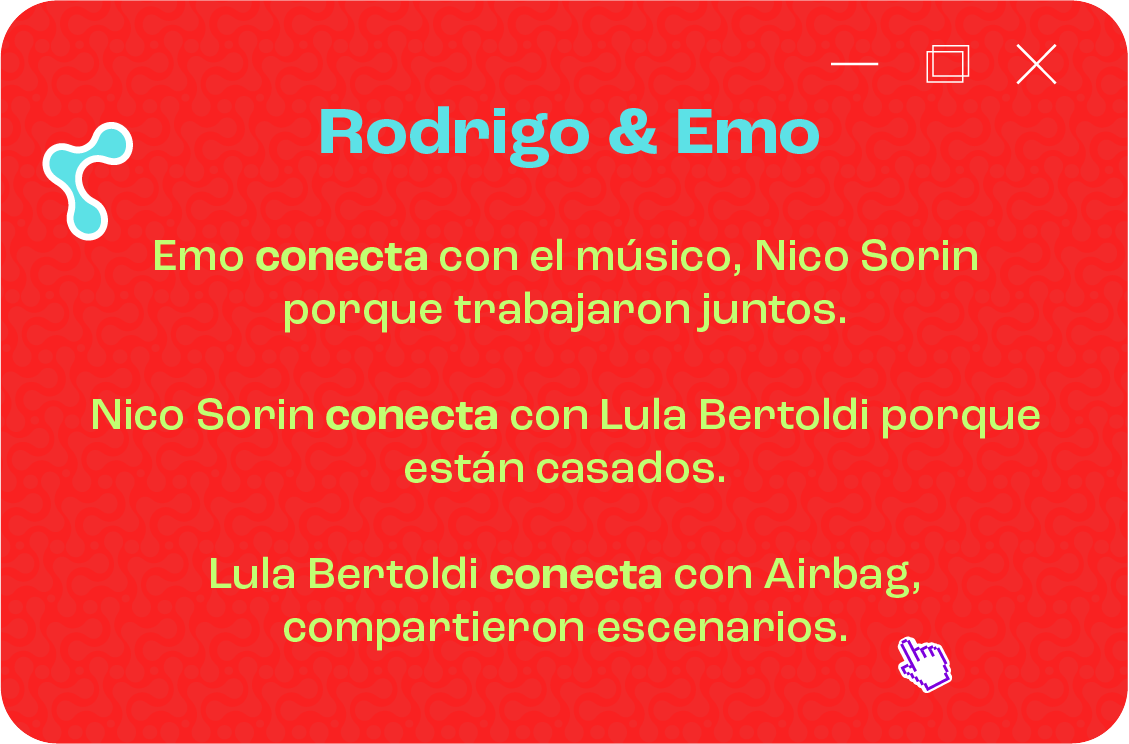 Rodrigo & Emo
Emo conecta con el músico, Nico Sorin
porque trabajaron juntos.
Nico Sorin conecta con Lula Bertoldi porque
están casados.
Lula Bertoldi conecta con Airbag,
compartieron escenarios.